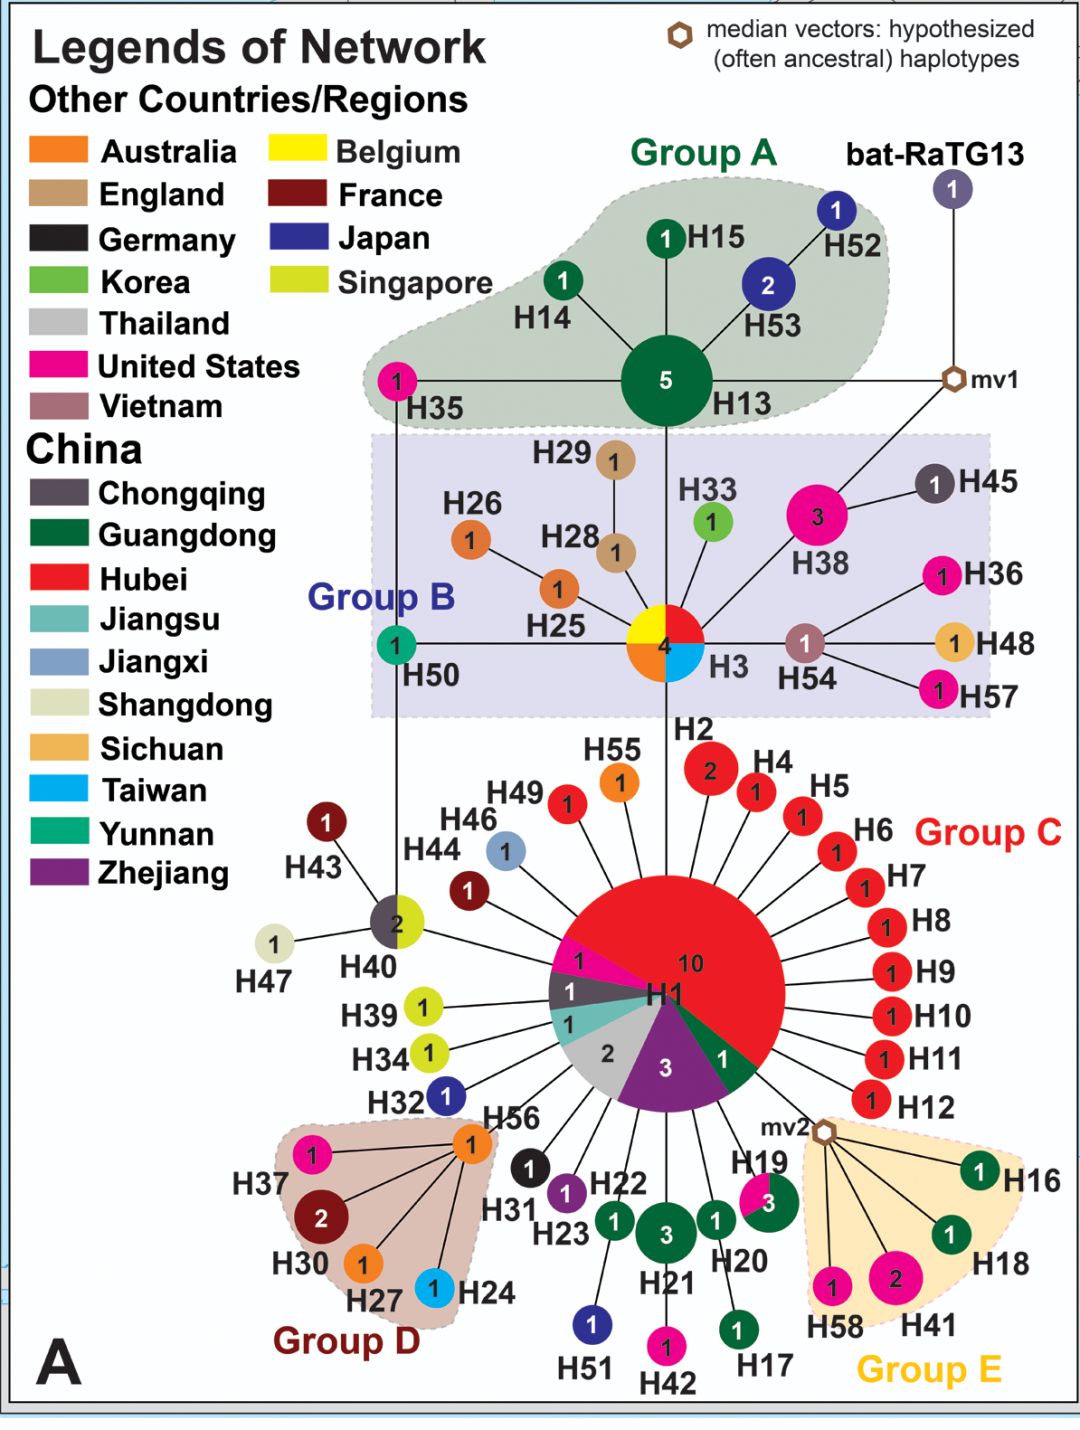 Legends of Network
median vectors: hypothesized
(often ancestral) haplotypes
Other Countries/Regions
Australia
Belgium
England
France
Germany
Japan
Korea
Singapore
Thailand
United States
Vietnam
China
Chongqing
Guangdong
Hubei
Jiangsu
Jiangxi
Shangdong
Sichuan
Taiwan
Yunnan
Zhejiang
Group A
bat-RaTG13
1
1
H52
1
H15
1
H14
2
H53
1
H35
5
H13
mv1
Group B
H29
1
H26
1
H28
1
H33
1
3
H38
1
H45
1
H25
1
H36
1
H50
4
H3
1
H54
1
H48
1
H57
Group C
H2
2
H55
1
H4
1
H5
1
H49
1
H6
1
H46
1
H44
1
H7
1
H43
1
H8
1
H47
1
H40
2
H9
1
H10
1
H11
1
H12
1
H39
1
H34
1
H32
1
10
H1
1
1
1
2
3
1
H56
1
H37
1
H30
2
H27
1
H24
1
Group D
H31
1
H23
1
H22
1
H21
3
H20
1
H19
3
H51
1
H42
1
H17
1
mv2
H16
1
H18
1
H58
1
H41
2
Group E
A